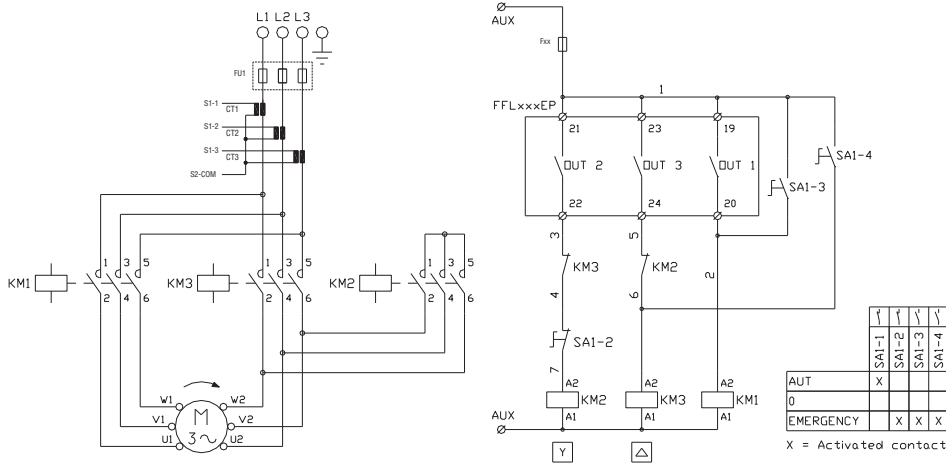 L1 L2 L3
FU1
S1-1
CT1
S1-2
CT2
S1-3
CT3
S2-COM
KM1
1 3 5
2 4 6
KM3
1 3 5
2 4 6
KM2
1 3 5
2 4 6
W1 W2
V1 V2
U1 U2
M
3~
AUX
Fxx
1
FFLxxxEP
21 23 19
OUT 2 OUT 3 OUT 1
22 24 20
SA1-4
SA1-3
3 5
KM3 KM2
4 6 2
SA1-2
7
A2 A2 A2
KM2 KM3 KM1
A1 A1 A1
AUX
Y △
SA1-1 SA1-2 SA1-3 SA1-4
AUT X
0
EMERGENCY X X X
X = Activated contact